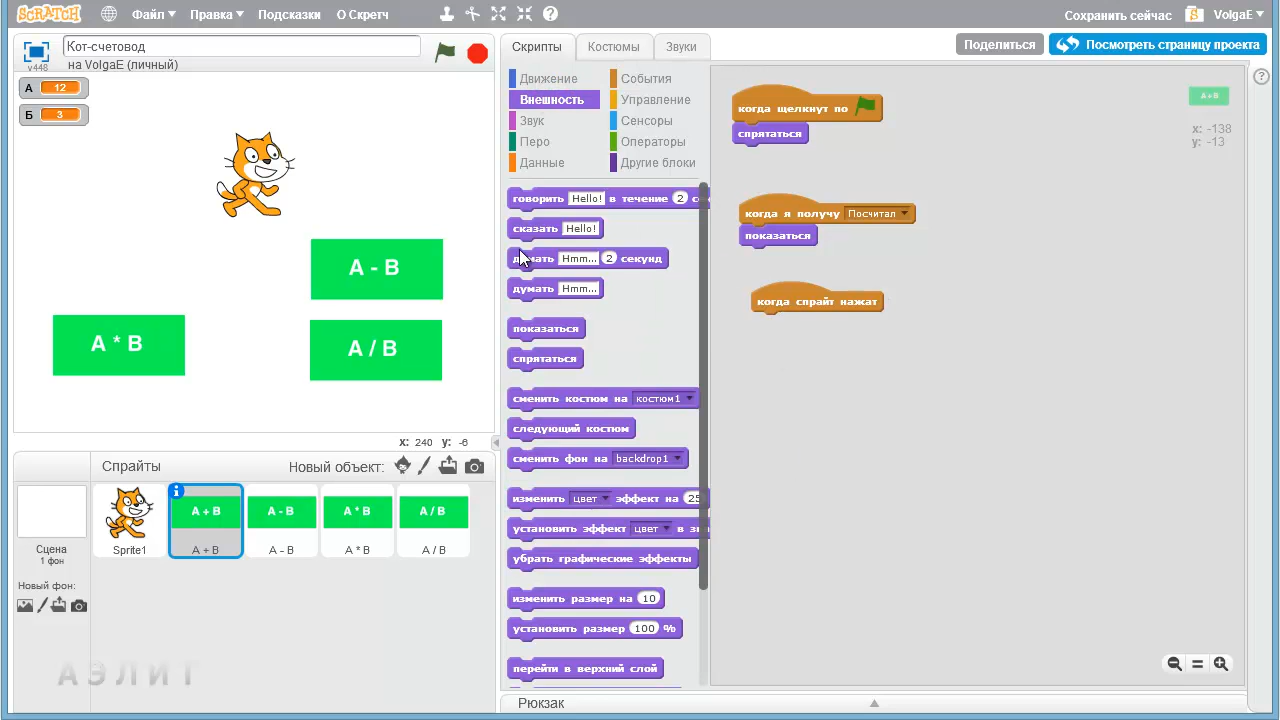 SCRATCH
Файл Правка Подсказки О Скретч
Сохранить сейчас VolgaE
v448
Кот-счетовод
на VolgaE (личный)
А 12
Б 3
A - B
A * B
A / B
x: 240 y: -6
Спрайты
Новый объект:
Сцена
1 фон
Новый фон:
A + B
A - B
A * B
A / B
Sprite1
A + B
A - B
A * B
A / B
АЭЛИТ
Скрипты Костюмы Звуки
Поделиться
Посмотреть страницу проекта
Движение События
Внешность Управление
Звук Сенсоры
Перо Операторы
Данные Другие блоки
говорить Hello! в течение 2 се
сказать Hello!
думать Hmm... 2 секунд
думать Hmm...
показаться
спрятаться
сменить костюм на костюм1
следующий костюм
сменить фон на backdrop1
изменить цвет эффект на 25
установить эффект цвет в зн
убрать графические эффекты
изменить размер на 10
установить размер 100 %
перейти в верхний слой
когда щелкнут по
спрятаться
когда я получу Посчитал
показаться
когда спрайт нажат
A + B
x: -138
y: -13
Рюкзак